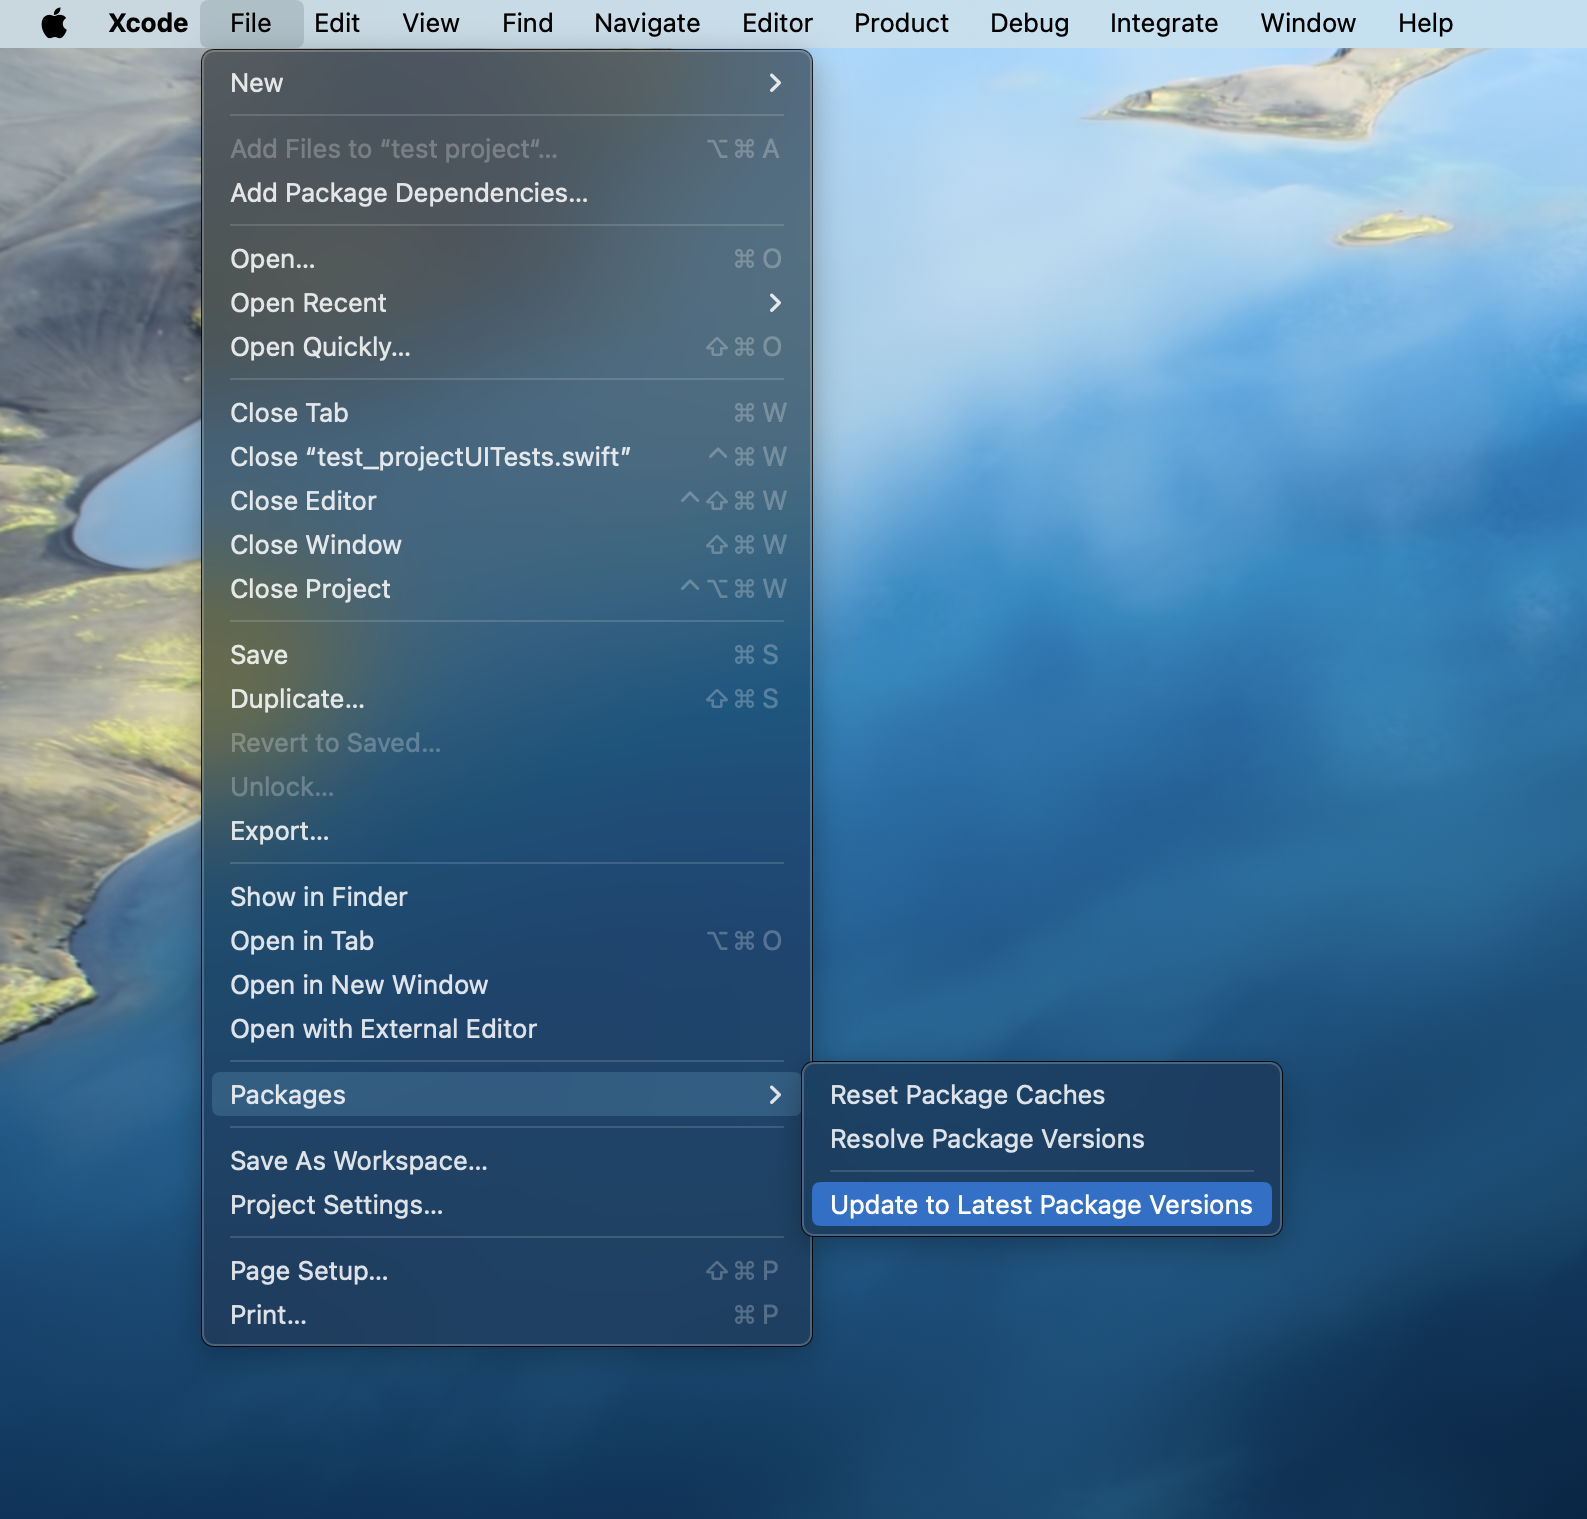 Xcode File Edit View Find Navigate Editor Product Debug Integrate Window Help
New
Add Files to “test project“... ⌥⌘A
Add Package Dependencies...
Open... ⌘O
Open Recent
Open Quickly... ⇧⌘O
Close Tab ⌘W
Close “test_projectUITests.swift” ^⌘W
Close Editor ^⇧⌘W
Close Window ⇧⌘W
Close Project ^⌥⌘W
Save ⌘S
Duplicate... ⇧⌘S
Revert to Saved...
Unlock...
Export...
Show in Finder
Open in Tab ⌥⌘O
Open in New Window
Open with External Editor
Packages
Reset Package Caches
Resolve Package Versions
Update to Latest Package Versions
Save As Workspace...
Project Settings...
Page Setup... ⇧⌘P
Print... ⌘P